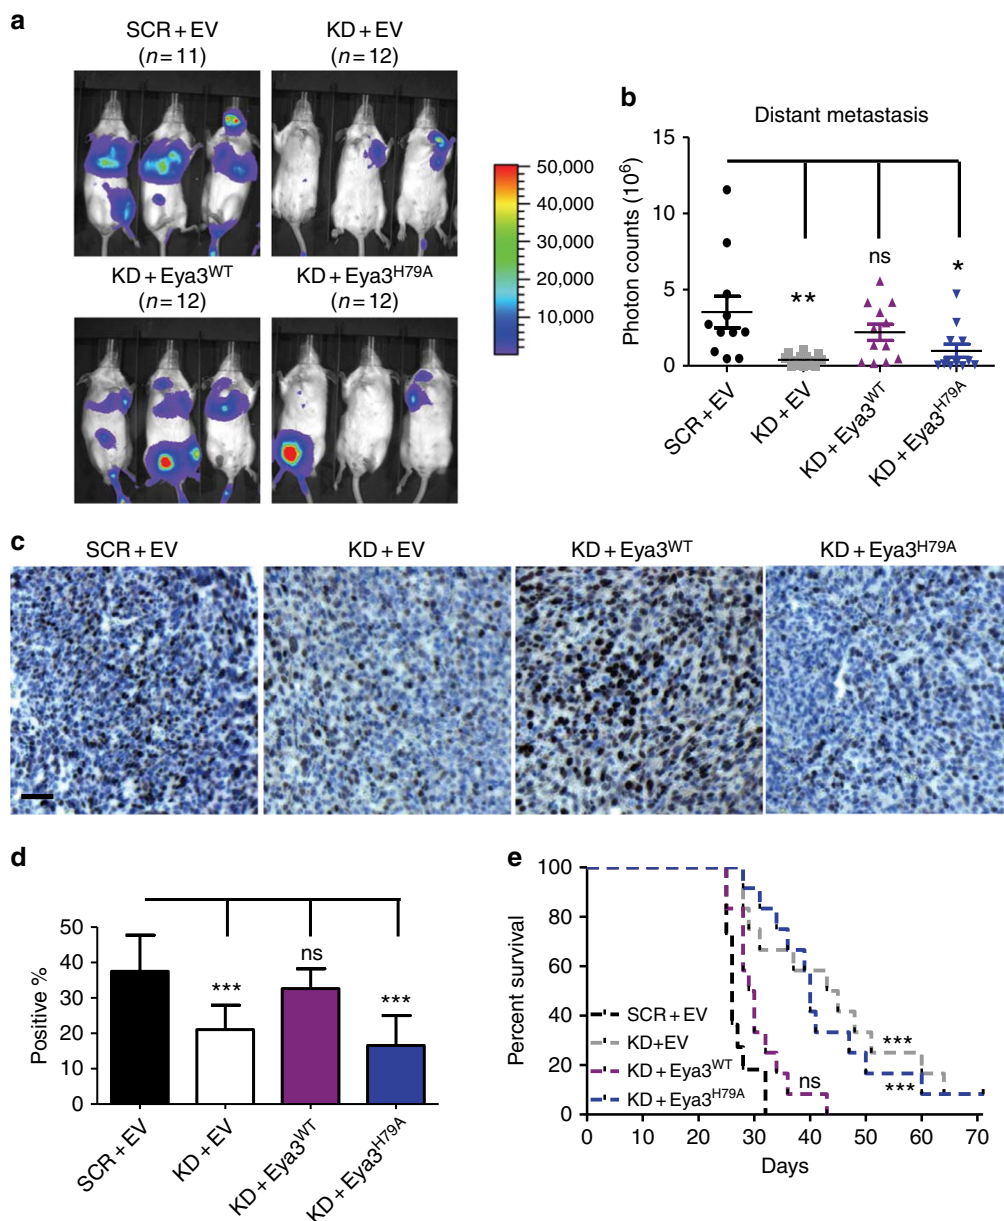 a
SCR + EV
(n = 11)
KD + EV
(n = 12)
KD + Eya3WT
(n = 12)
KD + Eya3H79A
(n = 12)
50,000
40,000
30,000
20,000
10,000
b
Distant metastasis
Photon counts (10⁶)
15
10
5
0
**
ns
*
SCR + EV
KD + EV
KD + Eya3WT
KD + Eya3H79A
c
SCR + EV
KD + EV
KD + Eya3WT
KD + Eya3H79A
d
Positive %
50
40
30
20
10
0
***
ns
***
SCR + EV
KD + EV
KD + Eya3WT
KD + Eya3H79A
e
Percent survival
100
80
60
40
20
0
SCR + EV
KD+EV
KD + Eya3WT
KD + Eya3H79A
***
***
ns
0 10 20 30 40 50 60 70
Days